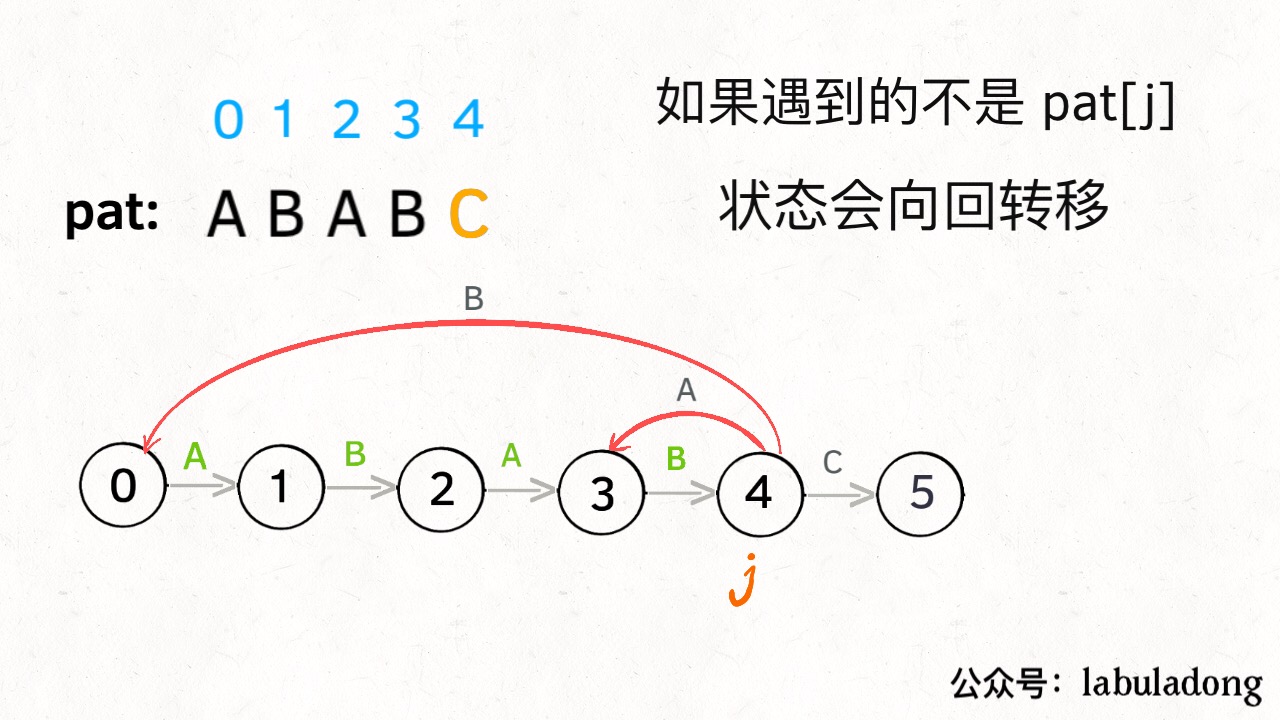 0 1 2 3 4
如果遇到的不是 pat[j]
pat: A B A B C
状态会向回转移
B
A
A B A B C
0 1 2 3 4 5
j
公众号：labuladong